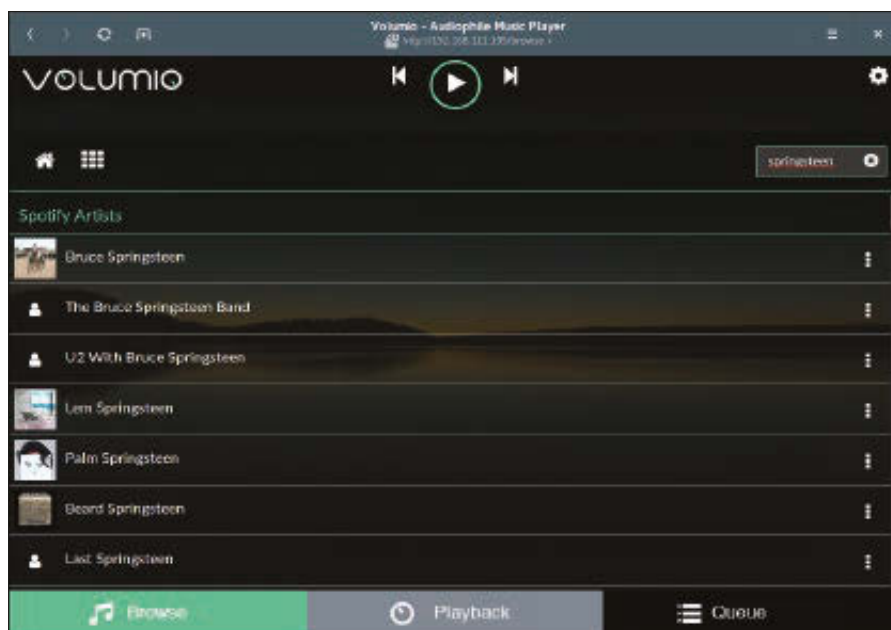 Volumio - Audiophile Music Player
VOLUMIO
springsteen
Spotify Artists
Bruce Springsteen
The Bruce Springsteen Band
U2 With Bruce Springsteen
Lem Springsteen
Palm Springsteen
Beard Springsteen
Last Springsteen
Browse
Playback
Queue